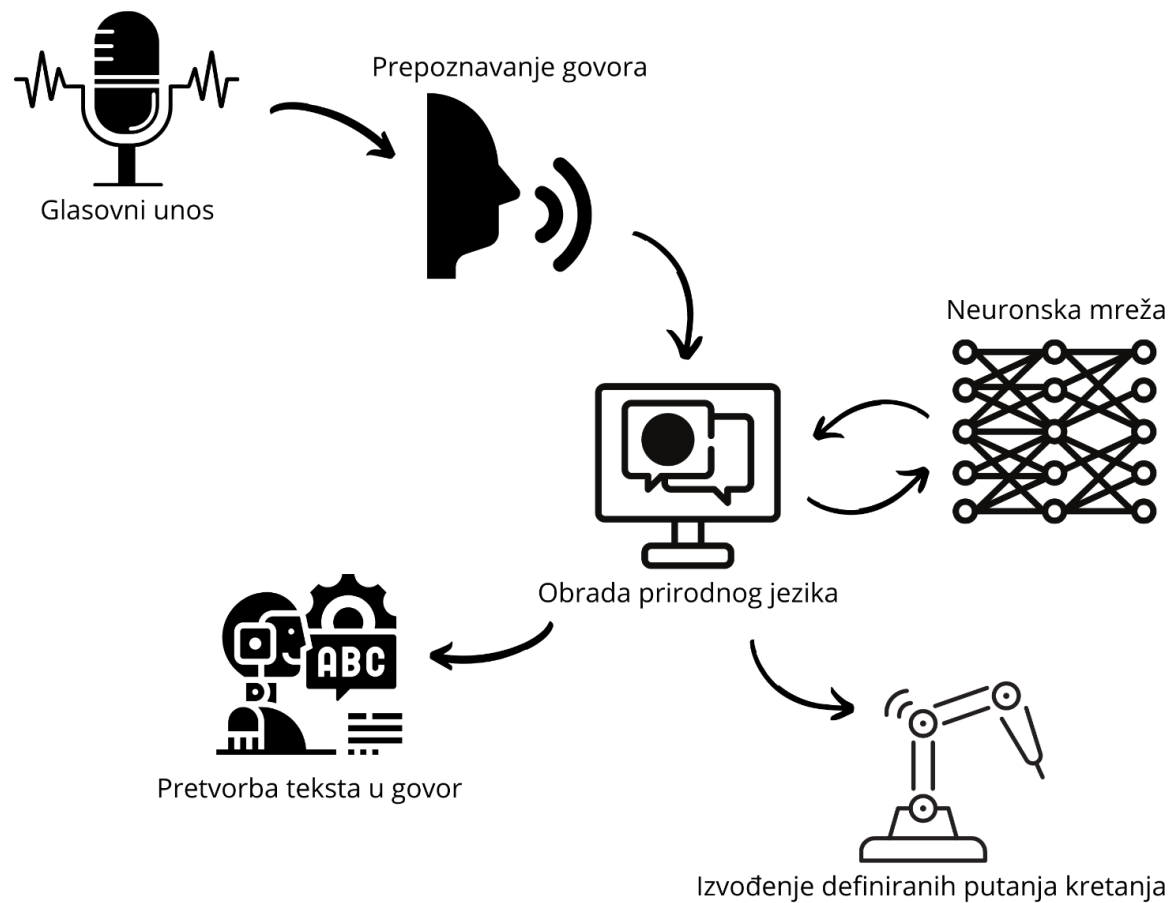 Prepoznavanje govora
Glasovni unos
Neuronska mreža
Obrada prirodnog jezika
ABC
Pretvorba teksta u govor
Izvođenje definiranih putanja kretanja